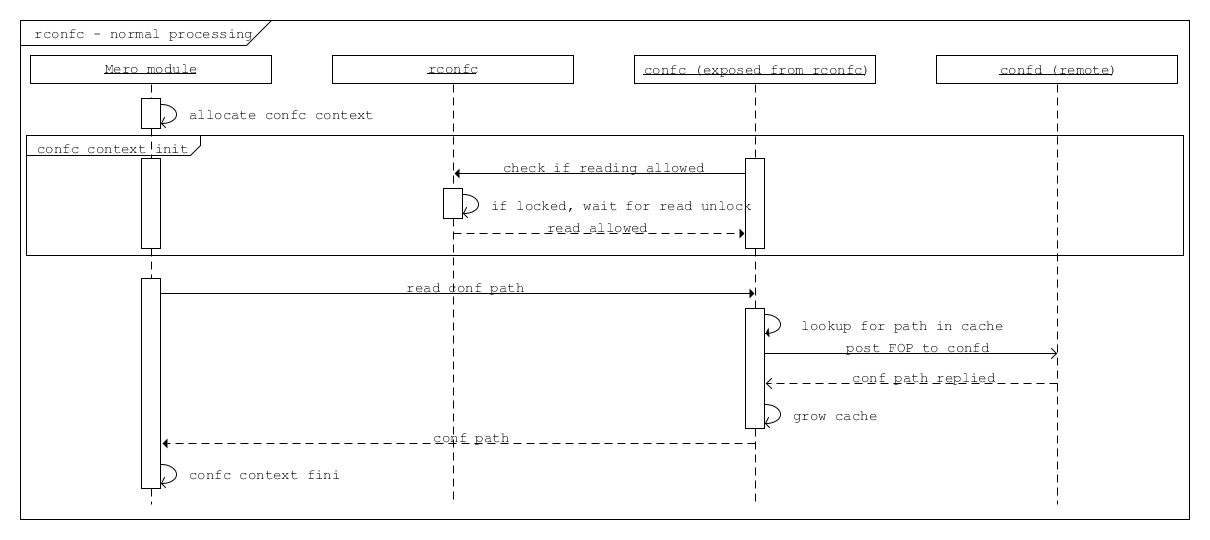 rconfc - normal processing
Mero module
rconfc
confc (exposed from rconfc)
confd (remote)
allocate confc context
confc context init
check if reading allowed
if locked, wait for read unlock
read allowed
read conf path
lookup for path in cache
post FOP to confd
conf path replied
grow cache
conf path
confc context fini